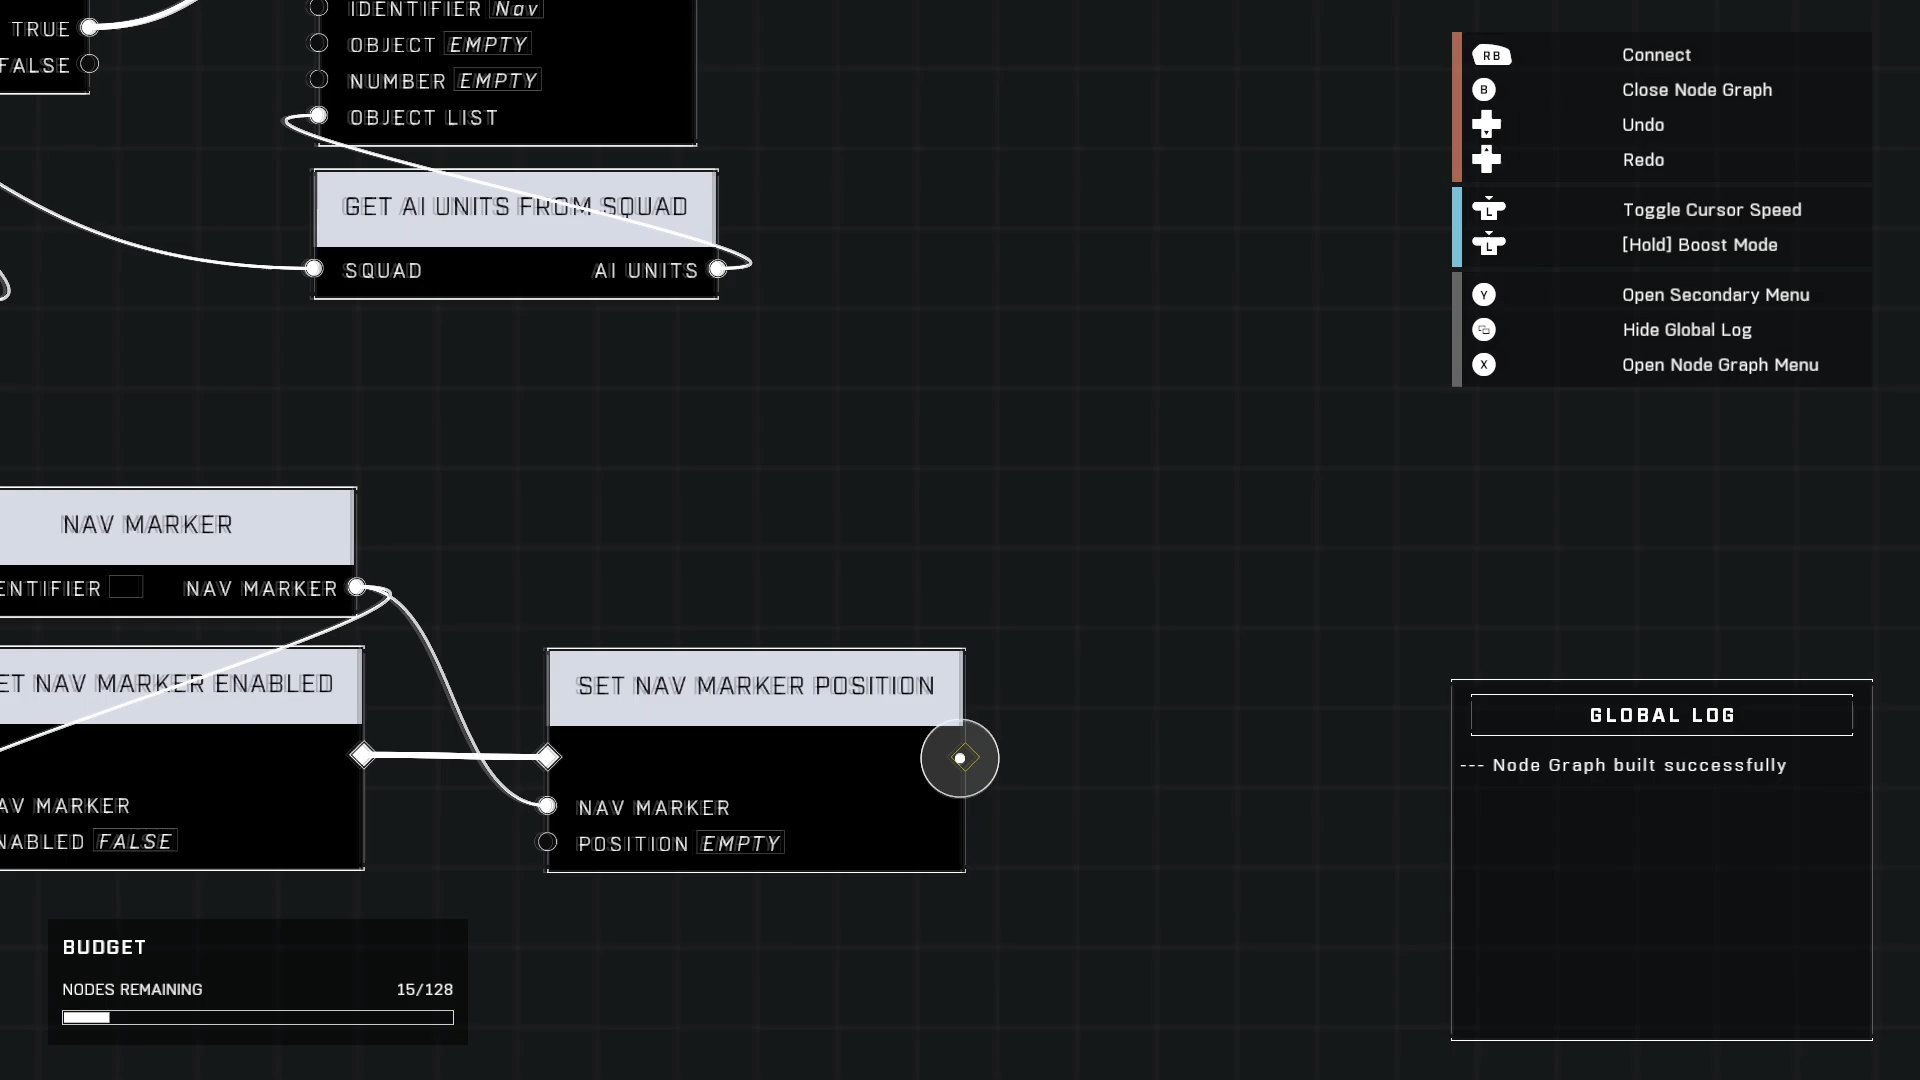 TRUE
FALSE
IDENTIFIER Nav
OBJECT EMPTY
NUMBER EMPTY
OBJECT LIST
GET AI UNITS FROM SQUAD
SQUAD AI UNITS
NAV MARKER
ENTIFIER NAV MARKER
ET NAV MARKER ENABLED
AV MARKER
NABLED FALSE
SET NAV MARKER POSITION
NAV MARKER
POSITION EMPTY
BUDGET
NODES REMAINING 15/128
RB Connect
B Close Node Graph
Undo
Redo
L Toggle Cursor Speed
L [Hold] Boost Mode
Y Open Secondary Menu
Hide Global Log
X Open Node Graph Menu
GLOBAL LOG
--- Node Graph built successfully